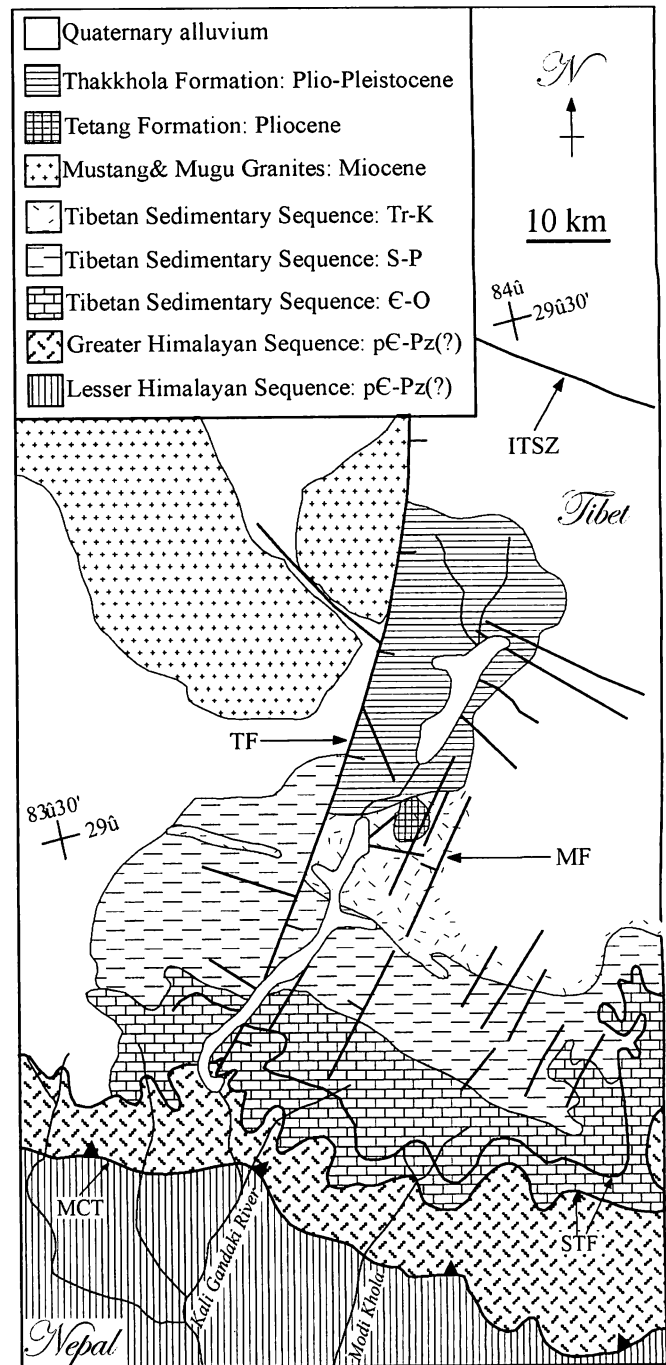 Quaternary alluvium
Thakkhola Formation: Plio-Pleistocene
Tetang Formation: Pliocene
Mustang& Mugu Granites: Miocene
Tibetan Sedimentary Sequence: Tr-K
Tibetan Sedimentary Sequence: S-P
Tibetan Sedimentary Sequence: Є-O
Greater Himalayan Sequence: pЄ-Pz(?)
Lesser Himalayan Sequence: pЄ-Pz(?)
N
10 km
84û
29û30'
ITSZ
Tibet
TF
83û30'
29û
MF
MCT
STF
Kali Gandaki River
Modi Khola
Nepal